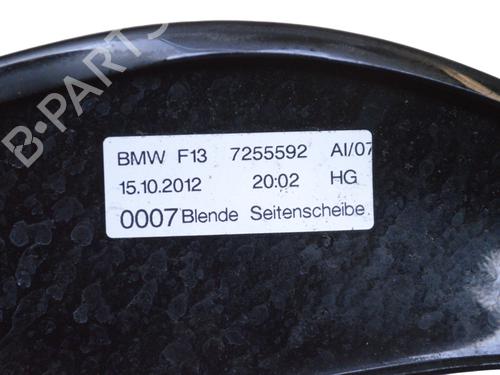 B-PARTS
BMW F13 7255592 AI/07
15.10.2012 20:02 HG
0007 Blende Seitenscheibe